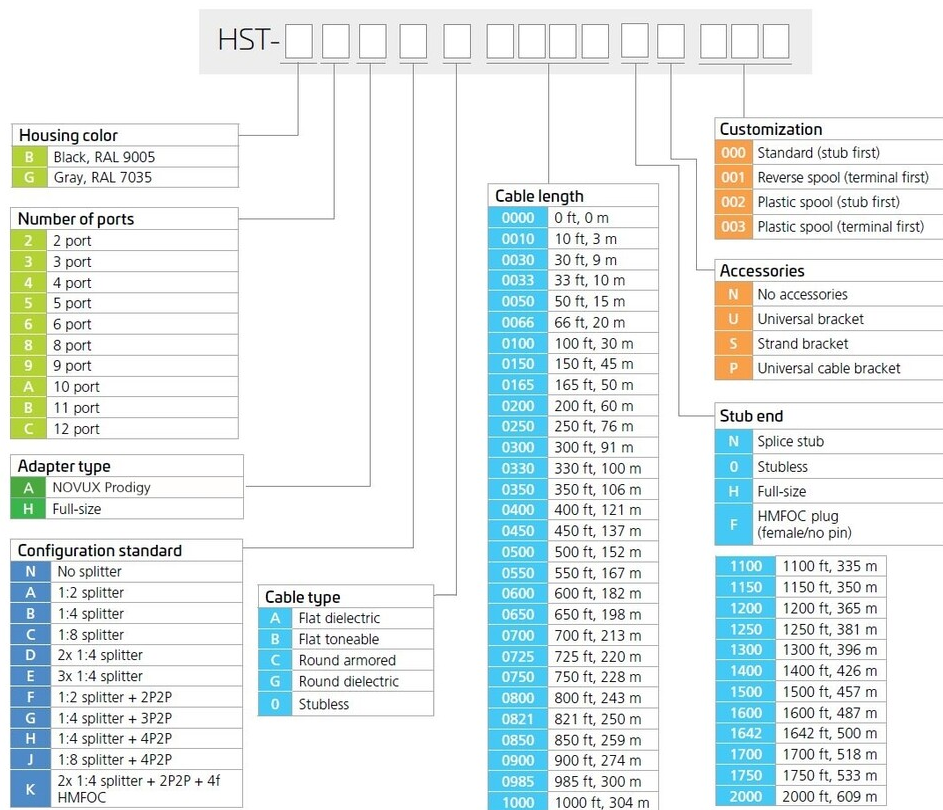 HST-
Housing color
B Black, RAL 9005
G Gray, RAL 7035
Number of ports
2 2 port
3 3 port
4 4 port
5 5 port
6 6 port
8 8 port
9 9 port
A 10 port
B 11 port
C 12 port
Adapter type
A NOVUX Prodigy
H Full-size
Configuration standard
N No splitter
A 1:2 splitter
B 1:4 splitter
C 1:8 splitter
D 2x 1:4 splitter
E 3x 1:4 splitter
F 1:2 splitter + 2P2P
G 1:4 splitter + 3P2P
H 1:4 splitter + 4P2P
J 1:8 splitter + 4P2P
K 2x 1:4 splitter + 2P2P + 4f
HMFOC
Cable type
A Flat dielectric
B Flat toneable
C Round armored
G Round dielectric
0 Stubless
Cable length
0000 0 ft, 0 m
0010 10 ft, 3 m
0030 30 ft, 9 m
0033 33 ft, 10 m
0050 50 ft, 15 m
0066 66 ft, 20 m
0100 100 ft, 30 m
0150 150 ft, 45 m
0165 165 ft, 50 m
0200 200 ft, 60 m
0250 250 ft, 76 m
0300 300 ft, 91 m
0330 330 ft, 100 m
0350 350 ft, 106 m
0400 400 ft, 121 m
0450 450 ft, 137 m
0500 500 ft, 152 m
0550 550 ft, 167 m
0600 600 ft, 182 m
0650 650 ft, 198 m
0700 700 ft, 213 m
0725 725 ft, 220 m
0750 750 ft, 228 m
0800 800 ft, 243 m
0821 821 ft, 250 m
0850 850 ft, 259 m
0900 900 ft, 274 m
0985 985 ft, 300 m
1000 1000 ft, 304 m
Customization
000 Standard (stub first)
001 Reverse spool (terminal first)
002 Plastic spool (stub first)
003 Plastic spool (terminal first)
Accessories
N No accessories
U Universal bracket
S Strand bracket
P Universal cable bracket
Stub end
N Splice stub
0 Stubless
H Full-size
F HMFOC plug
(female/no pin)
1100 1100 ft, 335 m
1150 1150 ft, 350 m
1200 1200 ft, 365 m
1250 1250 ft, 381 m
1300 1300 ft, 396 m
1400 1400 ft, 426 m
1500 1500 ft, 457 m
1600 1600 ft, 487 m
1642 1642 ft, 500 m
1700 1700 ft, 518 m
1750 1750 ft, 533 m
2000 2000 ft, 609 m